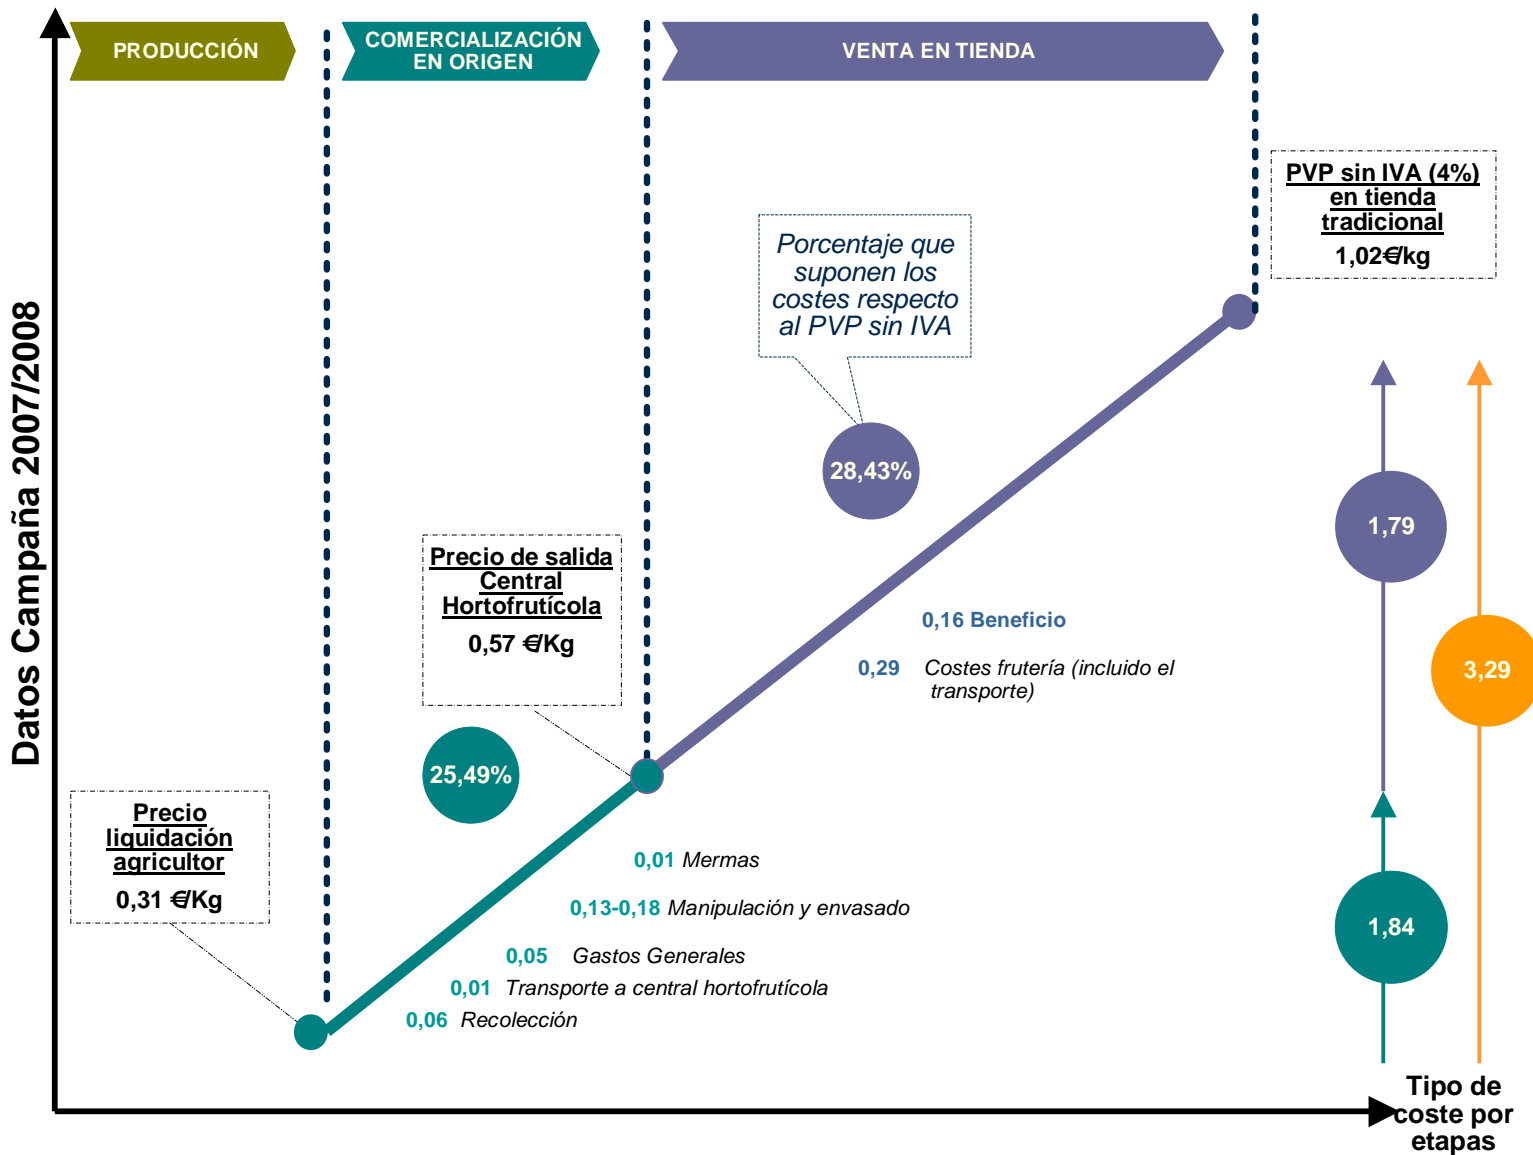 PRODUCCIÓN
COMERCIALIZACIÓN
EN ORIGEN
VENTA EN TIENDA
PVP sin IVA (4%)
en tienda
tradicional
1,02€/kg
Porcentaje que
suponen los
costes respecto
al PVP sin IVA
28,43%
Datos Campaña 2007/2008
1,79
Precio de salida
Central
Hortofrutícola
0,57 €/Kg
0,16 Beneficio
0,29 Costes frutería (incluido el
transporte)
3,29
25,49%
Precio
liquidación
agricultor
0,31 €/Kg
0,01 Mermas
0,13-0,18 Manipulación y envasado
1,84
0,05 Gastos Generales
0,01 Transporte a central hortofrutícola
0,06 Recolección
Tipo de
coste por
etapas